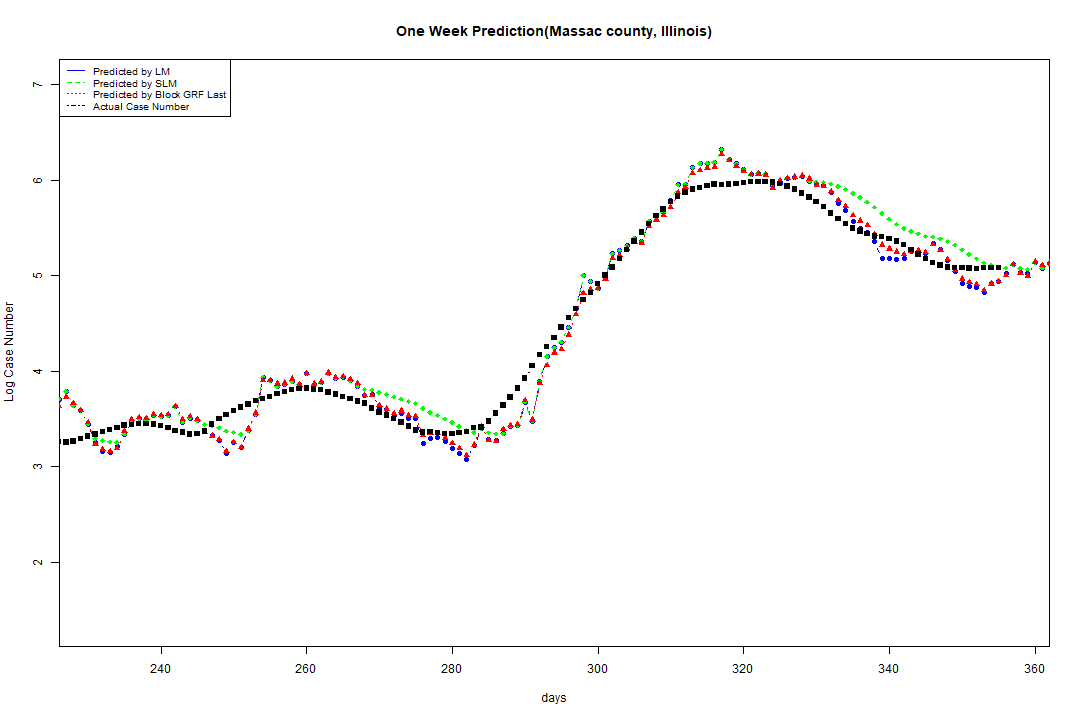 One Week Prediction(Massac county, Illinois)
Predicted by LM
Predicted by SLM
Predicted by Block GRF Last
Actual Case Number
7
6
5
4
3
2
Log Case Number
240 260 280 300 320 340 360
days